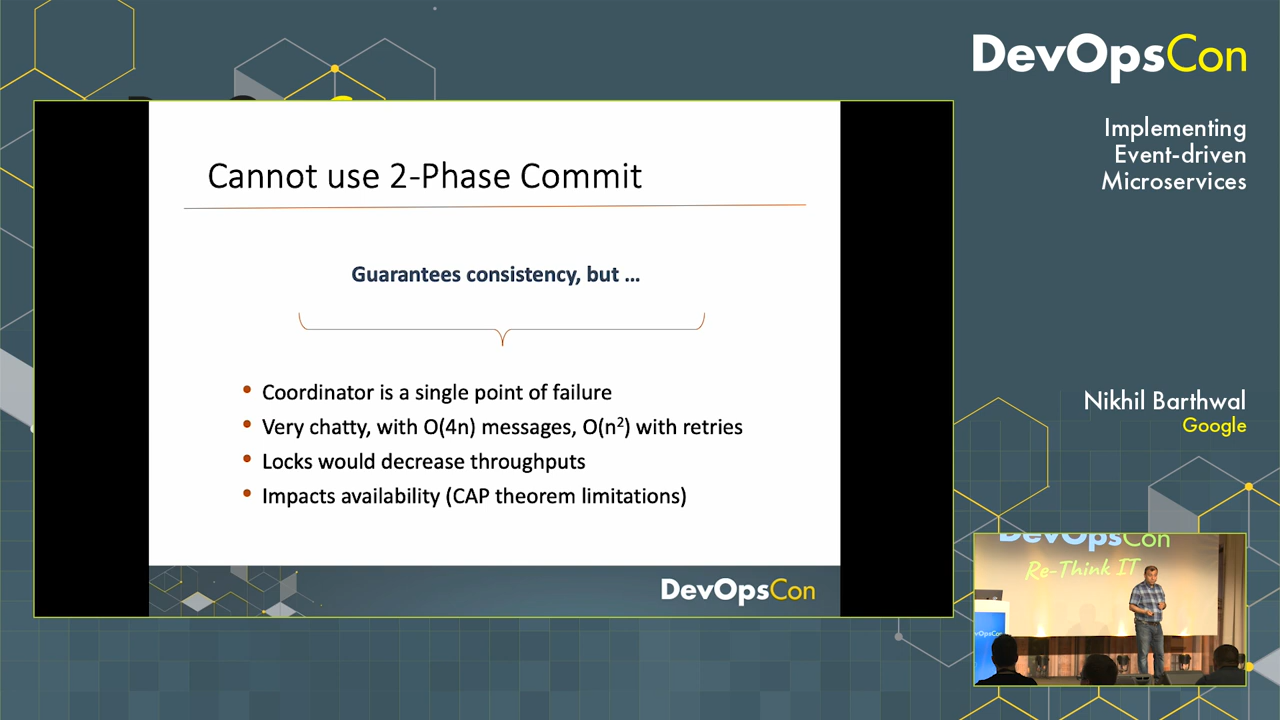 DevOpsCon
Implementing
Event-driven
Microservices
Cannot use 2-Phase Commit
Guarantees consistency, but ...
• Coordinator is a single point of failure
• Very chatty, with O(4n) messages, O(n²) with retries
• Locks would decrease throughputs
• Impacts availability (CAP theorem limitations)
DevOpsCon
Nikhil Barthwal
Google
DevOpsCon
Re-Think IT